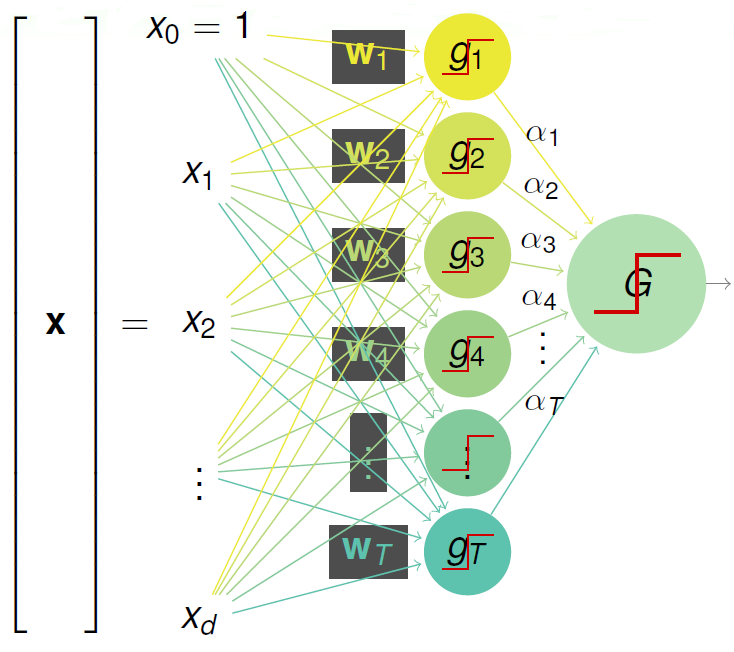 x = [x₀ = 1
x₁
x₂
⋮
x_d]
w₁
w₂
w₃
w₄
⋮
w_T
g₁
g₂
g₃
g₄
⋮
g_T
α₁
α₂
α₃
α₄
⋮
α_T
G